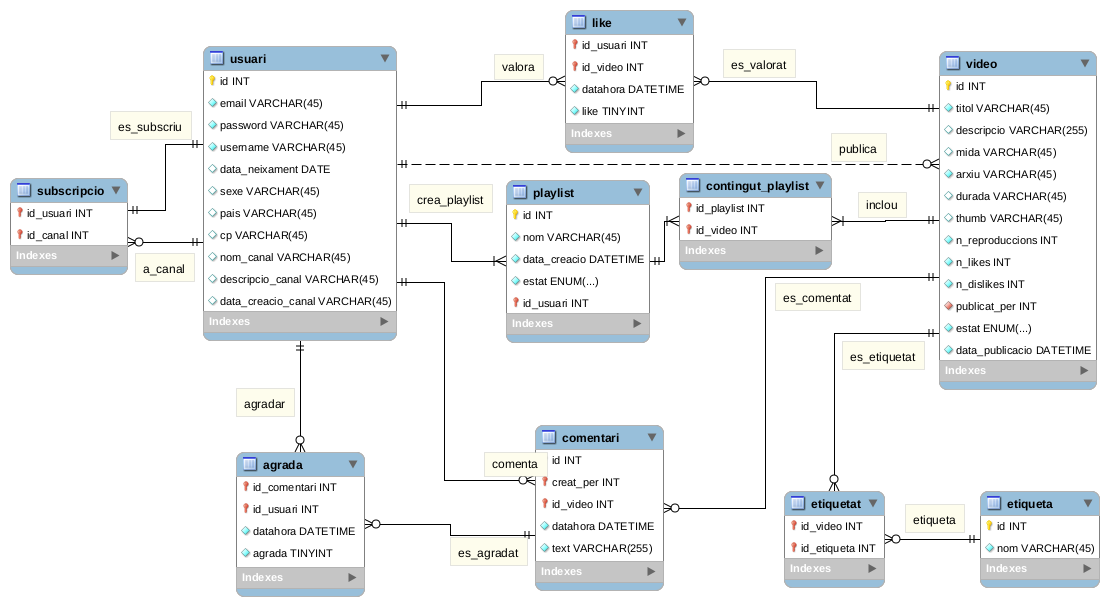 like
id_usuari INT
id_video INT
datahora DATETIME
like TINYINT
Indexes
usuari
id INT
email VARCHAR(45)
password VARCHAR(45)
username VARCHAR(45)
data_neixament DATE
sexe VARCHAR(45)
pais VARCHAR(45)
cp VARCHAR(45)
nom_canal VARCHAR(45)
descripcio_canal VARCHAR(45)
data_creacio_canal VARCHAR(45)
Indexes
video
id INT
titol VARCHAR(45)
descripcio VARCHAR(255)
mida VARCHAR(45)
arxiu VARCHAR(45)
durada VARCHAR(45)
thumb VARCHAR(45)
n_reproduccions INT
n_likes INT
n_dislikes INT
publicat_per INT
estat ENUM(...)
data_publicacio DATETIME
Indexes
valora
es_valorat
es_subscriu
publica
subscripcio
id_usuari INT
id_canal INT
Indexes
a_canal
crea_playlist
playlist
id INT
nom VARCHAR(45)
data_creacio DATETIME
estat ENUM(...)
id_usuari INT
Indexes
contingut_playlist
id_playlist INT
id_video INT
Indexes
inclou
es_comentat
es_etiquetat
agradar
agrada
id_comentari INT
id_usuari INT
datahora DATETIME
agrada TINYINT
Indexes
comenta
es_agradat
comentari
id INT
creat_per INT
id_video INT
datahora DATETIME
text VARCHAR(255)
Indexes
etiquetat
id_video INT
id_etiqueta INT
Indexes
etiqueta
etiqueta
id INT
nom VARCHAR(45)
Indexes